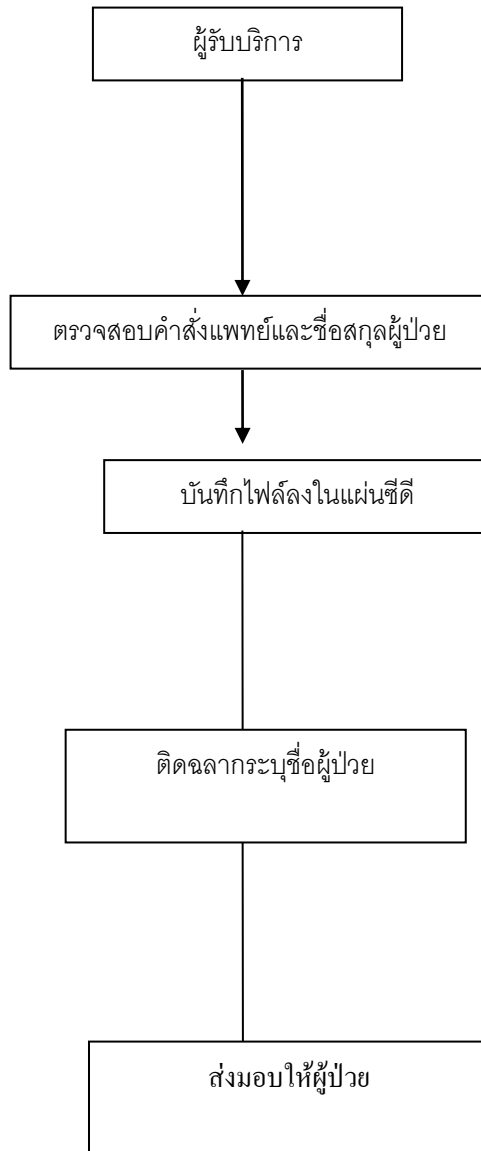 ผู้รับบริการ
ตรวจสอบคำสั่งแพทย์และชื่อสกุลผู้ป่วย
บันทึกไฟล์ลงในแผ่นซีดี
ติดฉลากระบุชื่อผู้ป่วย
ส่งมอบให้ผู้ป่วย